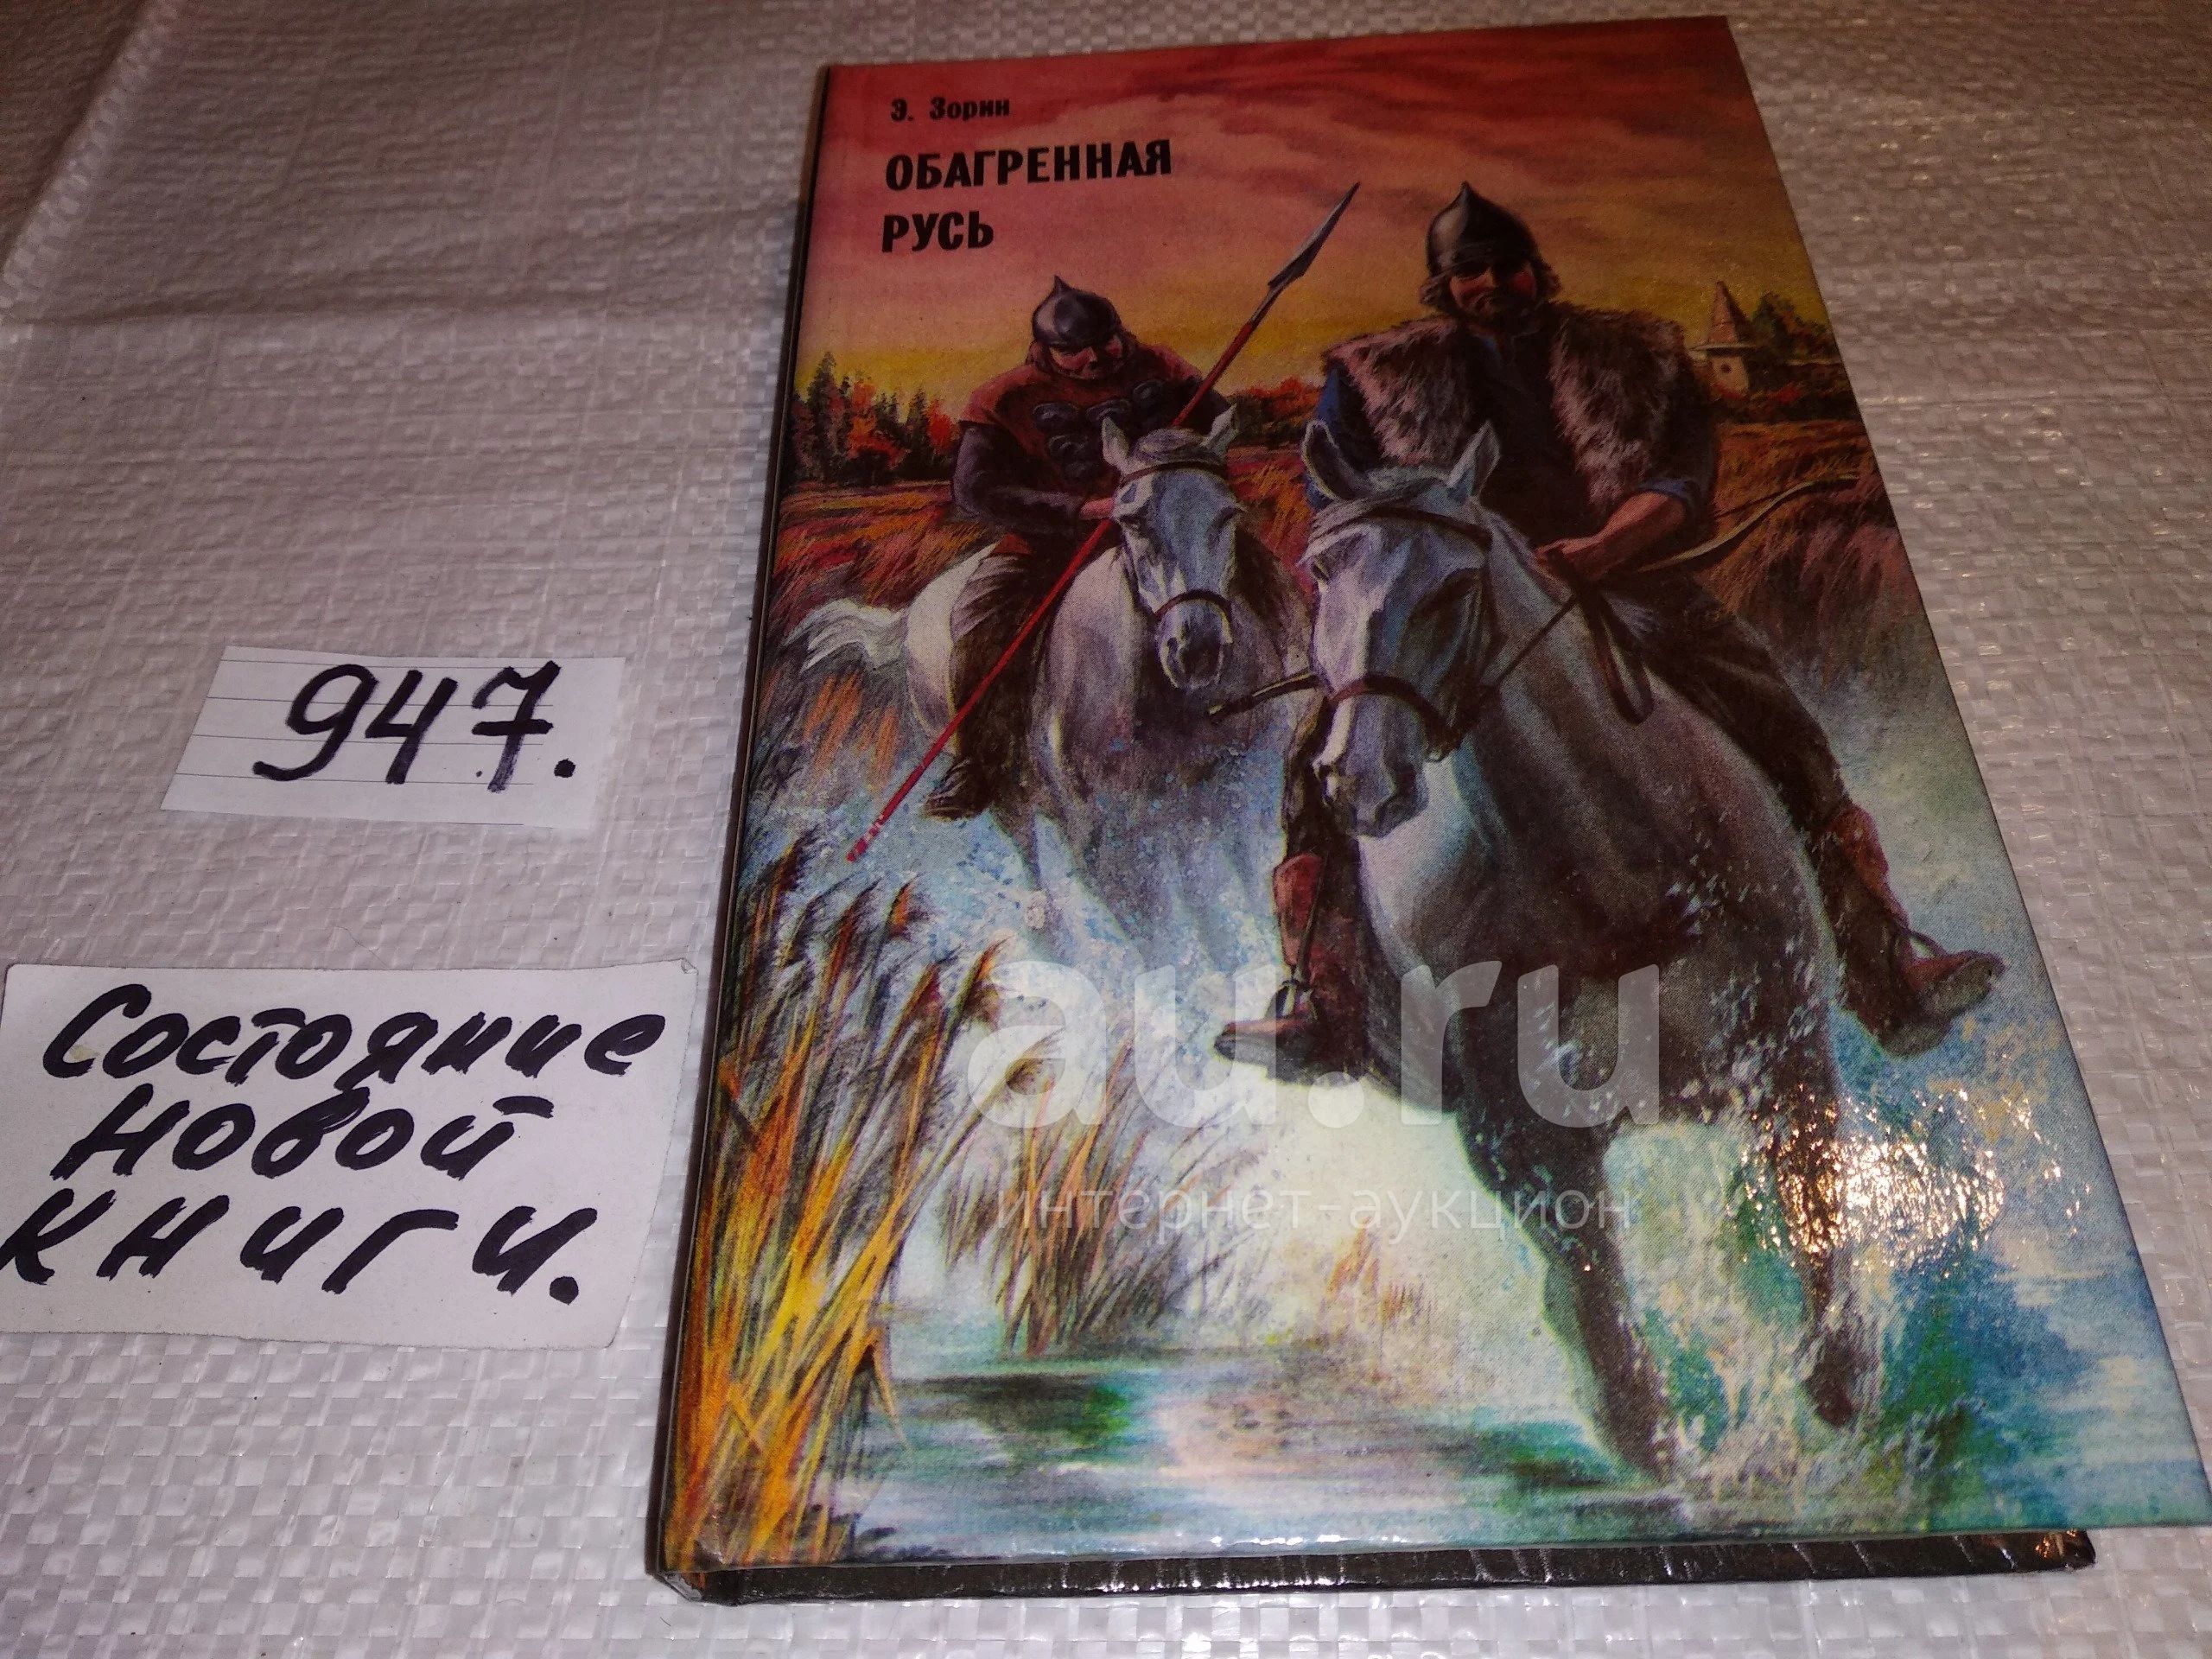 Э. Зорин
ОБАГРЕННАЯ
РУСЬ
947.
Состояние
новой
книги.
au.ru
интернет-аукцион